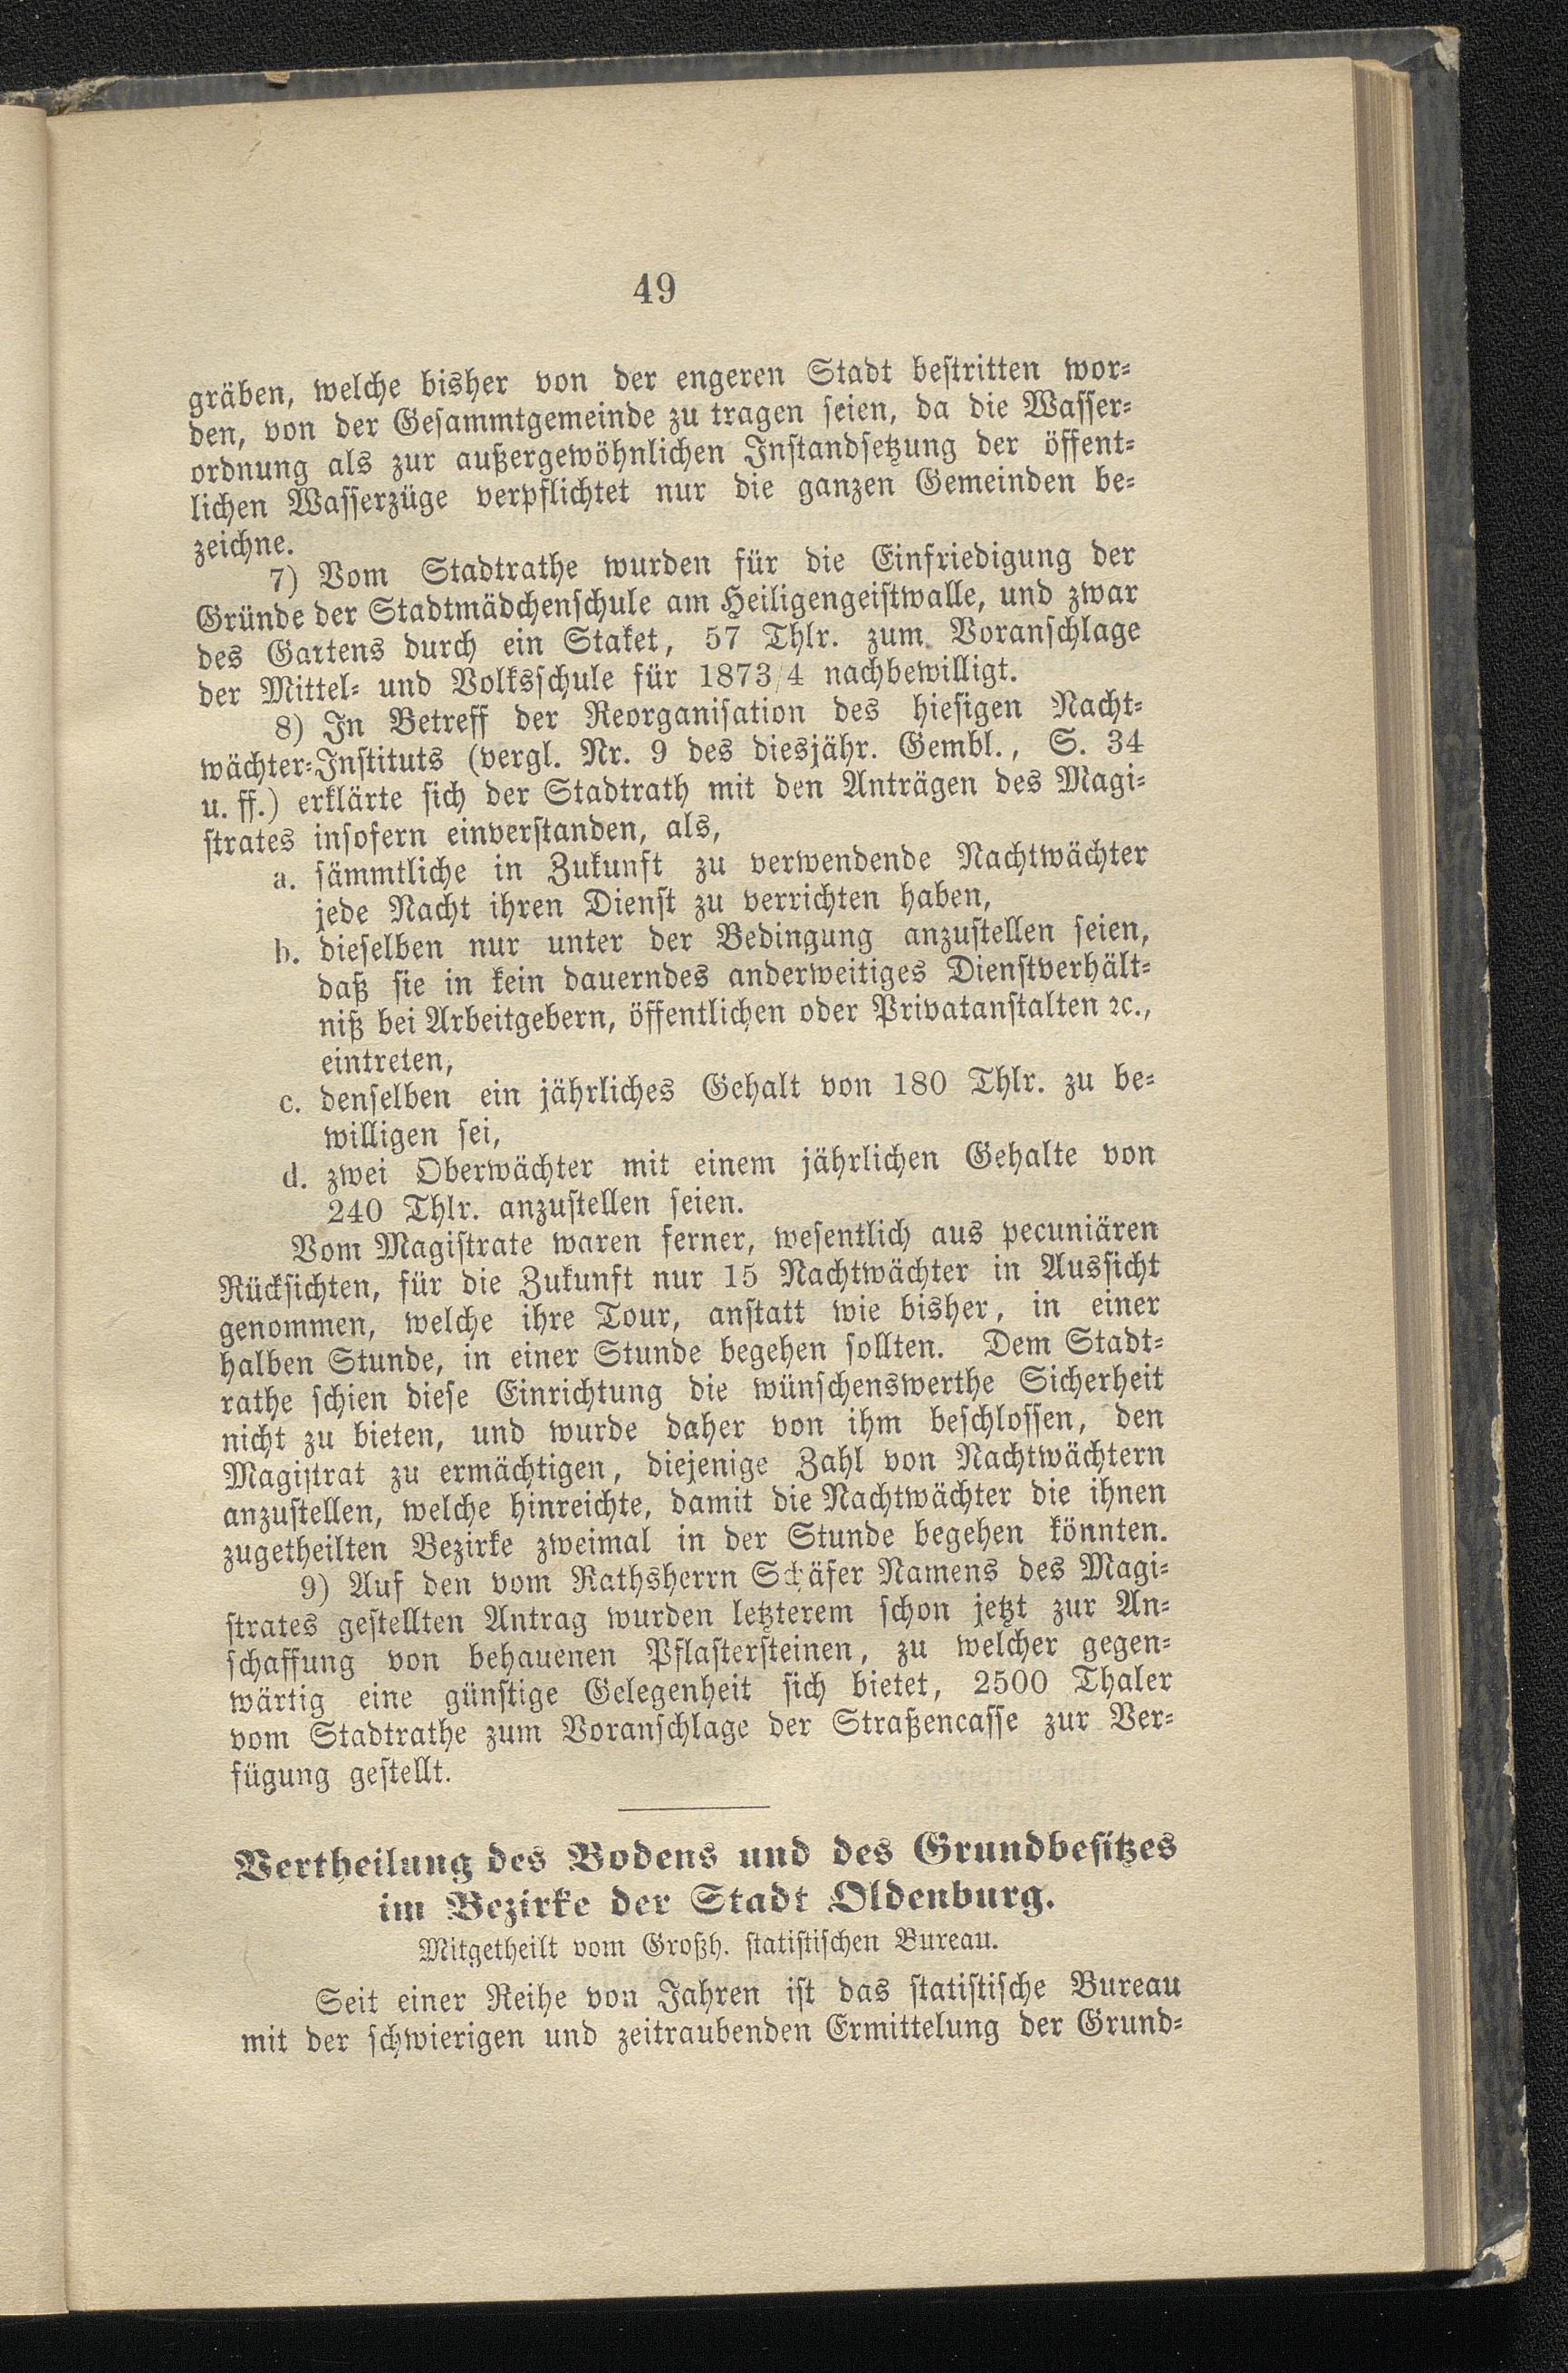 49
gräben, welche bisher von der engeren Stadt bestritten wor-
den, von der Gesammtgemeinde zu tragen seien, da die Wasser-
ordnung als zur außergewöhnlichen Instandsetzung der öffent-
lichen Wasserzüge verpflichtet nur die ganzen Gemeinden be-
zeichne.
7) Vom Stadtrathe wurden für die Einfriedigung der
Gründe der Stadtmädchenschule am Heiligengeistwalle, und zwar
des Gartens durch ein Staket, 57 Thlr. zum Voranschlage
der Mittel- und Volksschule für 1873/4 nachbewilligt.
8) In Betreff der Reorganisation des hiesigen Nacht-
wächter-Instituts (vergl. Nr. 9 des diesjähr. Gembl., S. 34
u. ff.) erklärte sich der Stadtrath mit den Anträgen des Magi-
strates insofern einverstanden, als,
a. sämmtliche in Zukunft zu verwendende Nachtwächter
jede Nacht ihren Dienst zu verrichten haben,
b. dieselben nur unter der Bedingung anzustellen seien,
daß sie in kein dauerndes anderweitiges Dienstverhält-
niß bei Arbeitgebern, öffentlichen oder Privatanstalten ꝛc.,
eintreten,
c. denselben ein jährliches Gehalt von 180 Thlr. zu be-
willigen sei,
d. zwei Oberwächter mit einem jährlichen Gehalte von
240 Thlr. anzustellen seien.
Vom Magistrate waren ferner, wesentlich aus pecuniären
Rücksichten, für die Zukunft nur 15 Nachtwächter in Aussicht
genommen, welche ihre Tour, anstatt wie bisher, in einer
halben Stunde, in einer Stunde begehen sollten. Dem Stadt-
rathe schien diese Einrichtung die wünschenswerthe Sicherheit
nicht zu bieten, und wurde daher von ihm beschlossen, den
Magistrat zu ermächtigen, diejenige Zahl von Nachtwächtern
anzustellen, welche hinreichte, damit die Nachtwächter die ihnen
zugetheilten Bezirke zweimal in der Stunde begehen könnten.
9) Auf den vom Rathsherrn Schäfer Namens des Magi-
strates gestellten Antrag wurden letzterem schon jetzt zur An-
schaffung von behauenen Pflastersteinen, zu welcher gegen-
wärtig eine günstige Gelegenheit sich bietet, 2500 Thaler
vom Stadtrathe zum Voranschlage der Straßencasse zur Ver-
fügung gestellt.
Vertheilung des Bodens und des Grundbesitzes
im Bezirke der Stadt Oldenburg.
Mitgetheilt vom Großh. statistischen Bureau.
Seit einer Reihe von Jahren ist das statistische Bureau
mit der schwierigen und zeitraubenden Ermittelung der Grund-